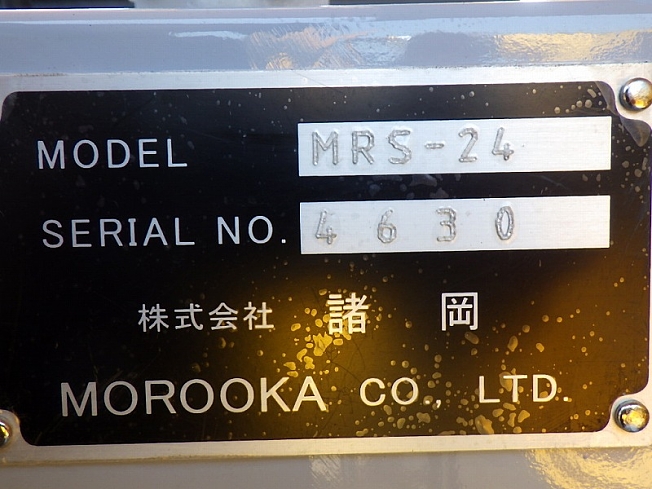 MODEL MRS-24
SERIAL NO. 4630
株式会社 諸岡
MOROOKA CO., LTD.